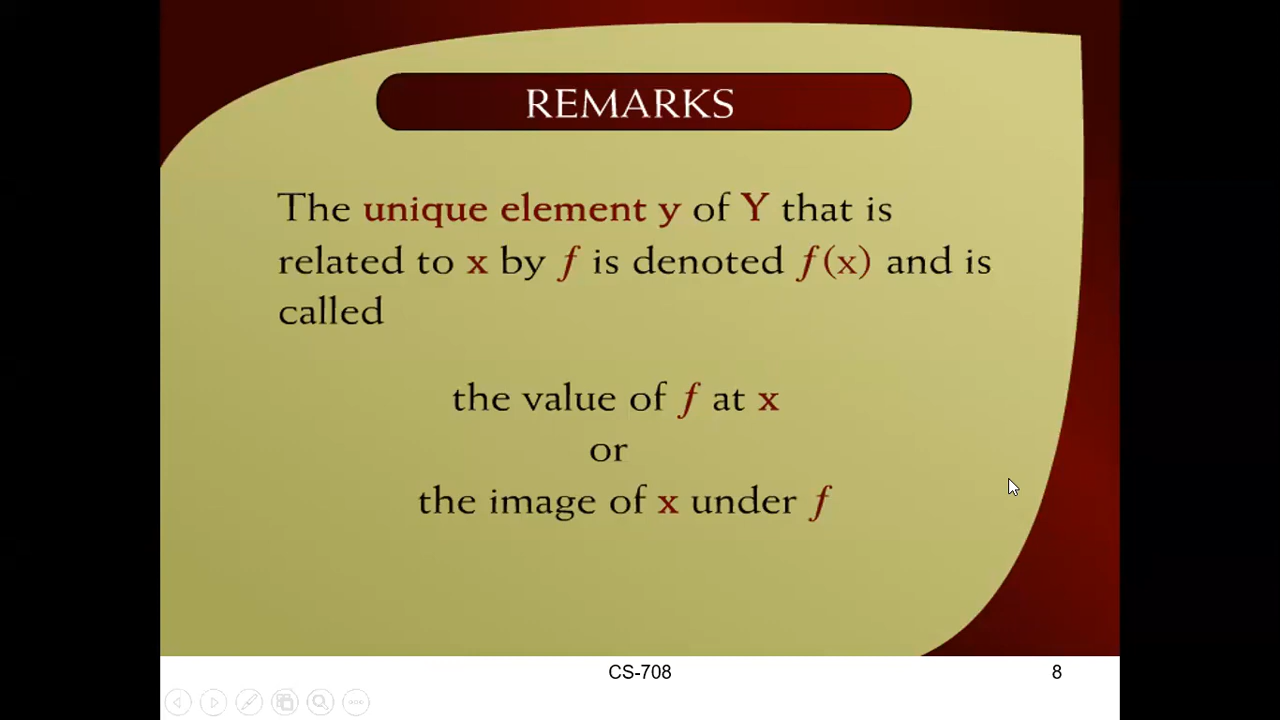 REMARKS
The unique element y of Y that is
related to x by f is denoted f(x) and is
called
the value of f at x
or
the image of x under f
CS-708
8